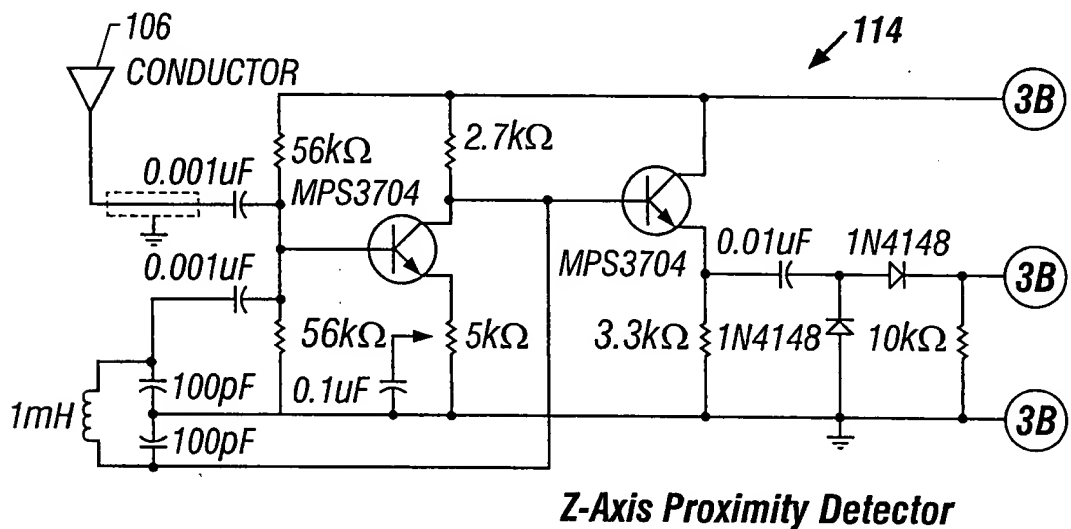 106
CONDUCTOR
114
3B
56kΩ
2.7kΩ
0.001uF
MPS3704
0.001uF
MPS3704
0.01uF
1N4148
3B
56kΩ
0.1uF
5kΩ
3.3kΩ
1N4148
10kΩ
1mH
100pF
100pF
3B
Z-Axis Proximity Detector